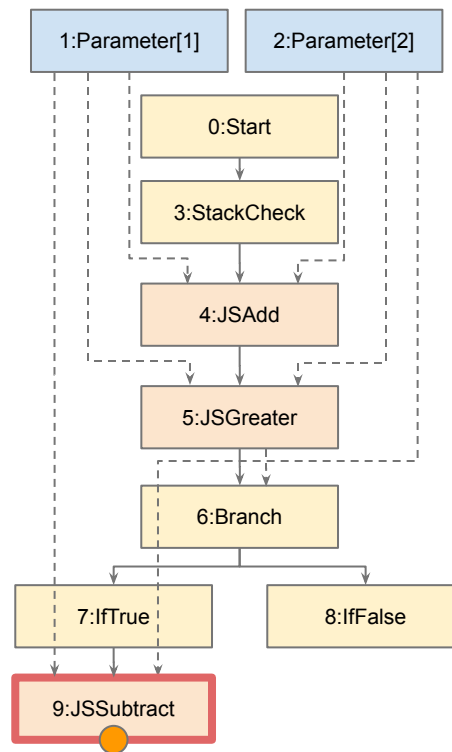 1:Parameter[1]
2:Parameter[2]
0:Start
3:StackCheck
4:JSAdd
5:JSGreater
6:Branch
7:IfTrue
8:IfFalse
9:JSSubtract